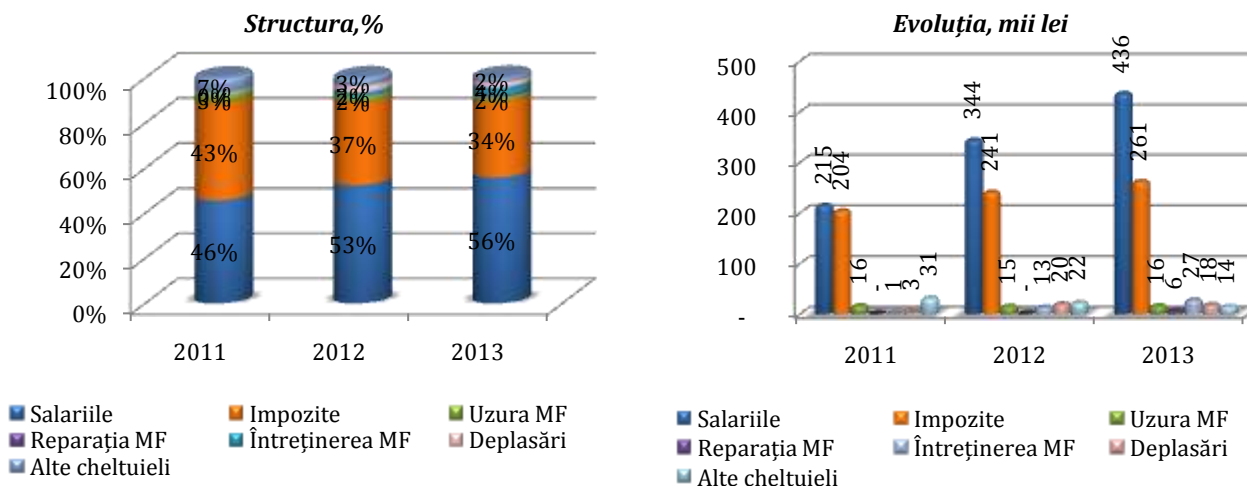 Structura,%
100%
80%
60%
40%
20%
0%
7%
3%
43%
46%
3%
2%
37%
53%
2%
2%
34%
56%
2011 2012 2013
Salariile Impozite Uzura MF
Reparația MF Întreținerea MF Deplasări
Alte cheltuieli
Evoluția, mii lei
500
400
300
200
100
-
215 204 16 - 1 3 31
344 241 15 - 13 20 22
436 261 16 6 27 18 14
2011 2012 2013
Salariile Impozite Uzura MF
Reparația MF Întreținerea MF Deplasări
Alte cheltuieli